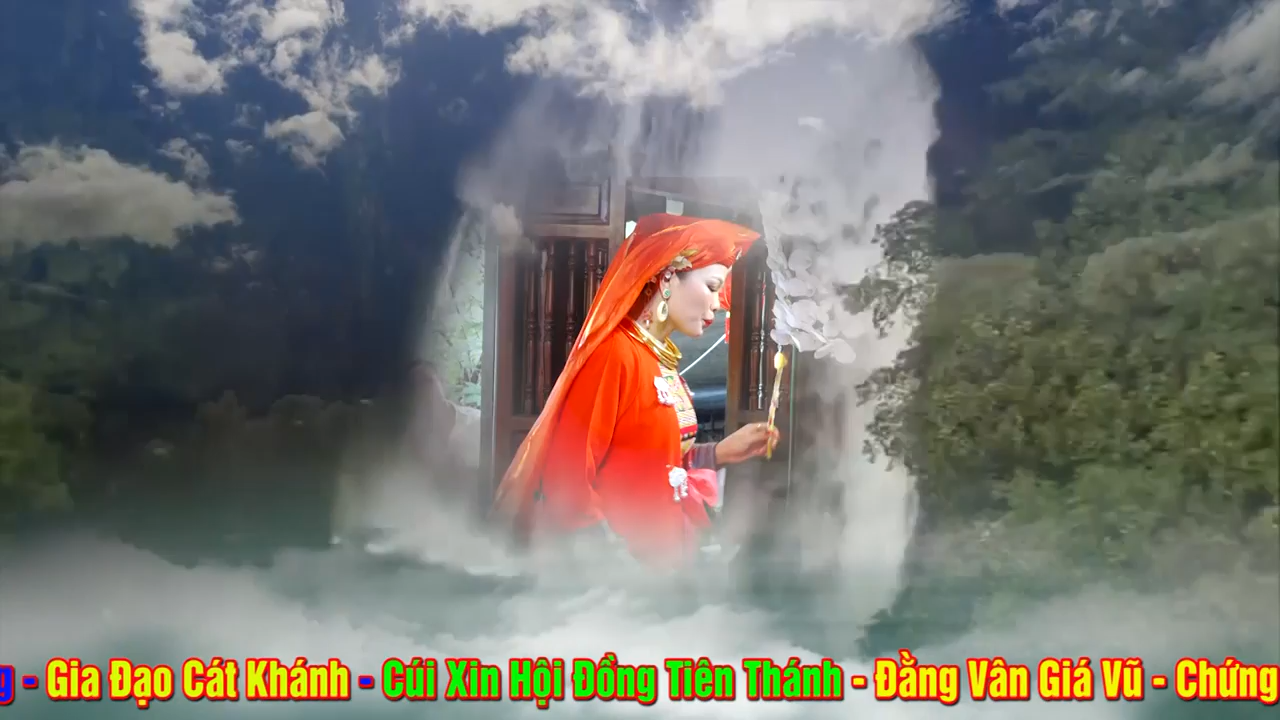 g - Gia Đạo Cát Khánh - Cúi Xin Hội Đồng Tiên Thánh - Đằng Vân Giá Vũ - Chứng